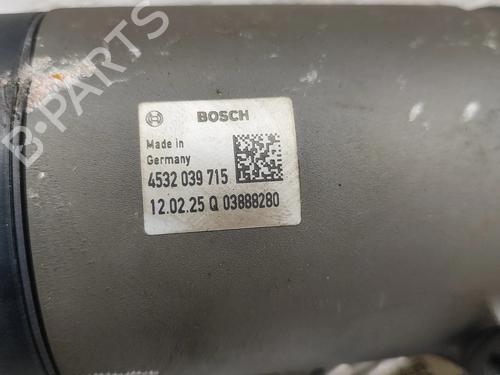 B-PARTS
BOSCH
Made in
Germany
4532 039 715
12.02.25 Q 03888280